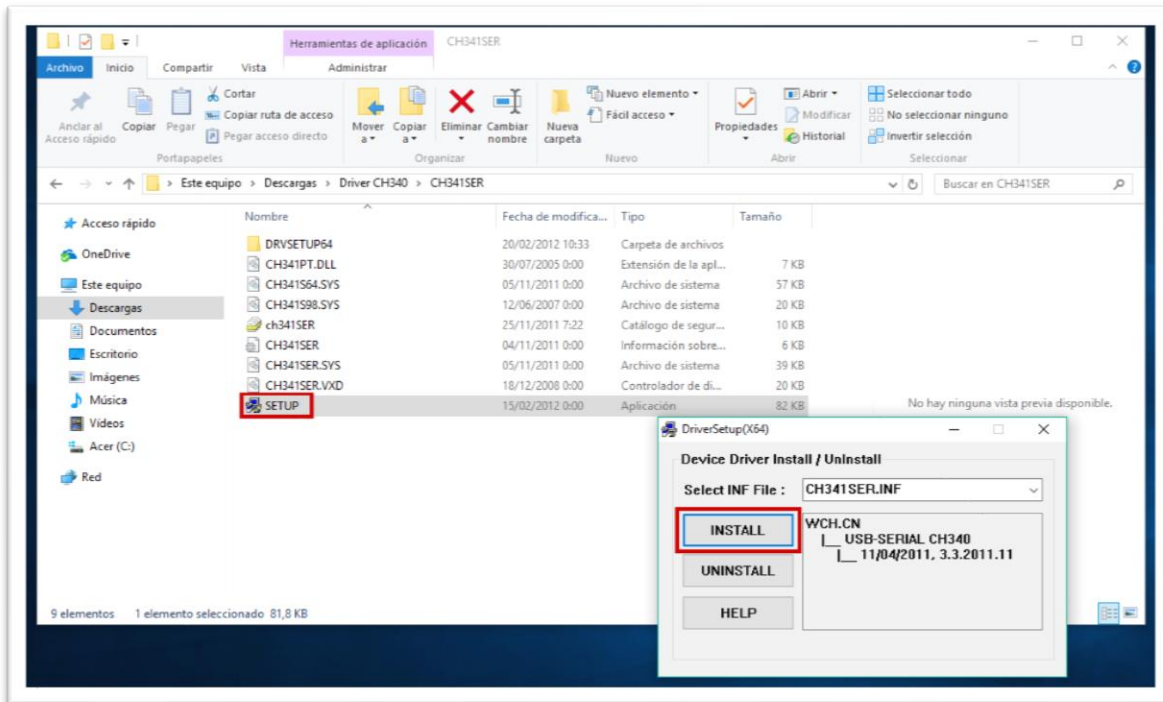 Herramientas de aplicación CH341SER
Archivo Inicio Compartir Vista Administrar
Anclar al Acceso rápido
Copiar
Pegar
Cortar
Copiar ruta de acceso
Pegar acceso directo
Portapapeles
Mover a
Copiar a
Eliminar
Cambiar nombre
Organizar
Nueva carpeta
Nuevo elemento
Fácil acceso
Nuevo
Propiedades
Abrir
Modificar
Historial
Abrir
Seleccionar todo
No seleccionar ninguno
Invertir selección
Seleccionar
Este equipo > Descargas > Driver CH340 > CH341SER
Buscar en CH341SER
Acceso rápido
OneDrive
Este equipo
Descargas
Documentos
Escritorio
Imágenes
Música
Vídeos
Acer (C:)
Red
Nombre Fecha de modifica... Tipo Tamaño
DRVSETUP64 20/02/2012 10:33 Carpeta de archivos
CH341PT.DLL 30/07/2005 0:00 Extensión de la apl... 7 KB
CH341S64.SYS 05/11/2011 0:00 Archivo de sistema 57 KB
CH341S98.SYS 12/06/2007 0:00 Archivo de sistema 20 KB
ch341SER 25/11/2011 7:22 Catálogo de segur... 10 KB
CH341SER 04/11/2011 0:00 Información sobre... 6 KB
CH341SER.SYS 05/11/2011 0:00 Archivo de sistema 39 KB
CH341SER.VXD 18/12/2008 0:00 Controlador de di... 20 KB
SETUP 15/02/2012 0:00 Aplicación 82 KB
No hay ninguna vista previa disponible.
9 elementos 1 elemento seleccionado 81,8 KB
DriverSetup(X64)
Device Driver Install / UnInstall
Select INF File : CH341SER.INF
INSTALL
UNINSTALL
HELP
WCH.CN
|__ USB-SERIAL CH340
|__ 11/04/2011, 3.3.2011.11